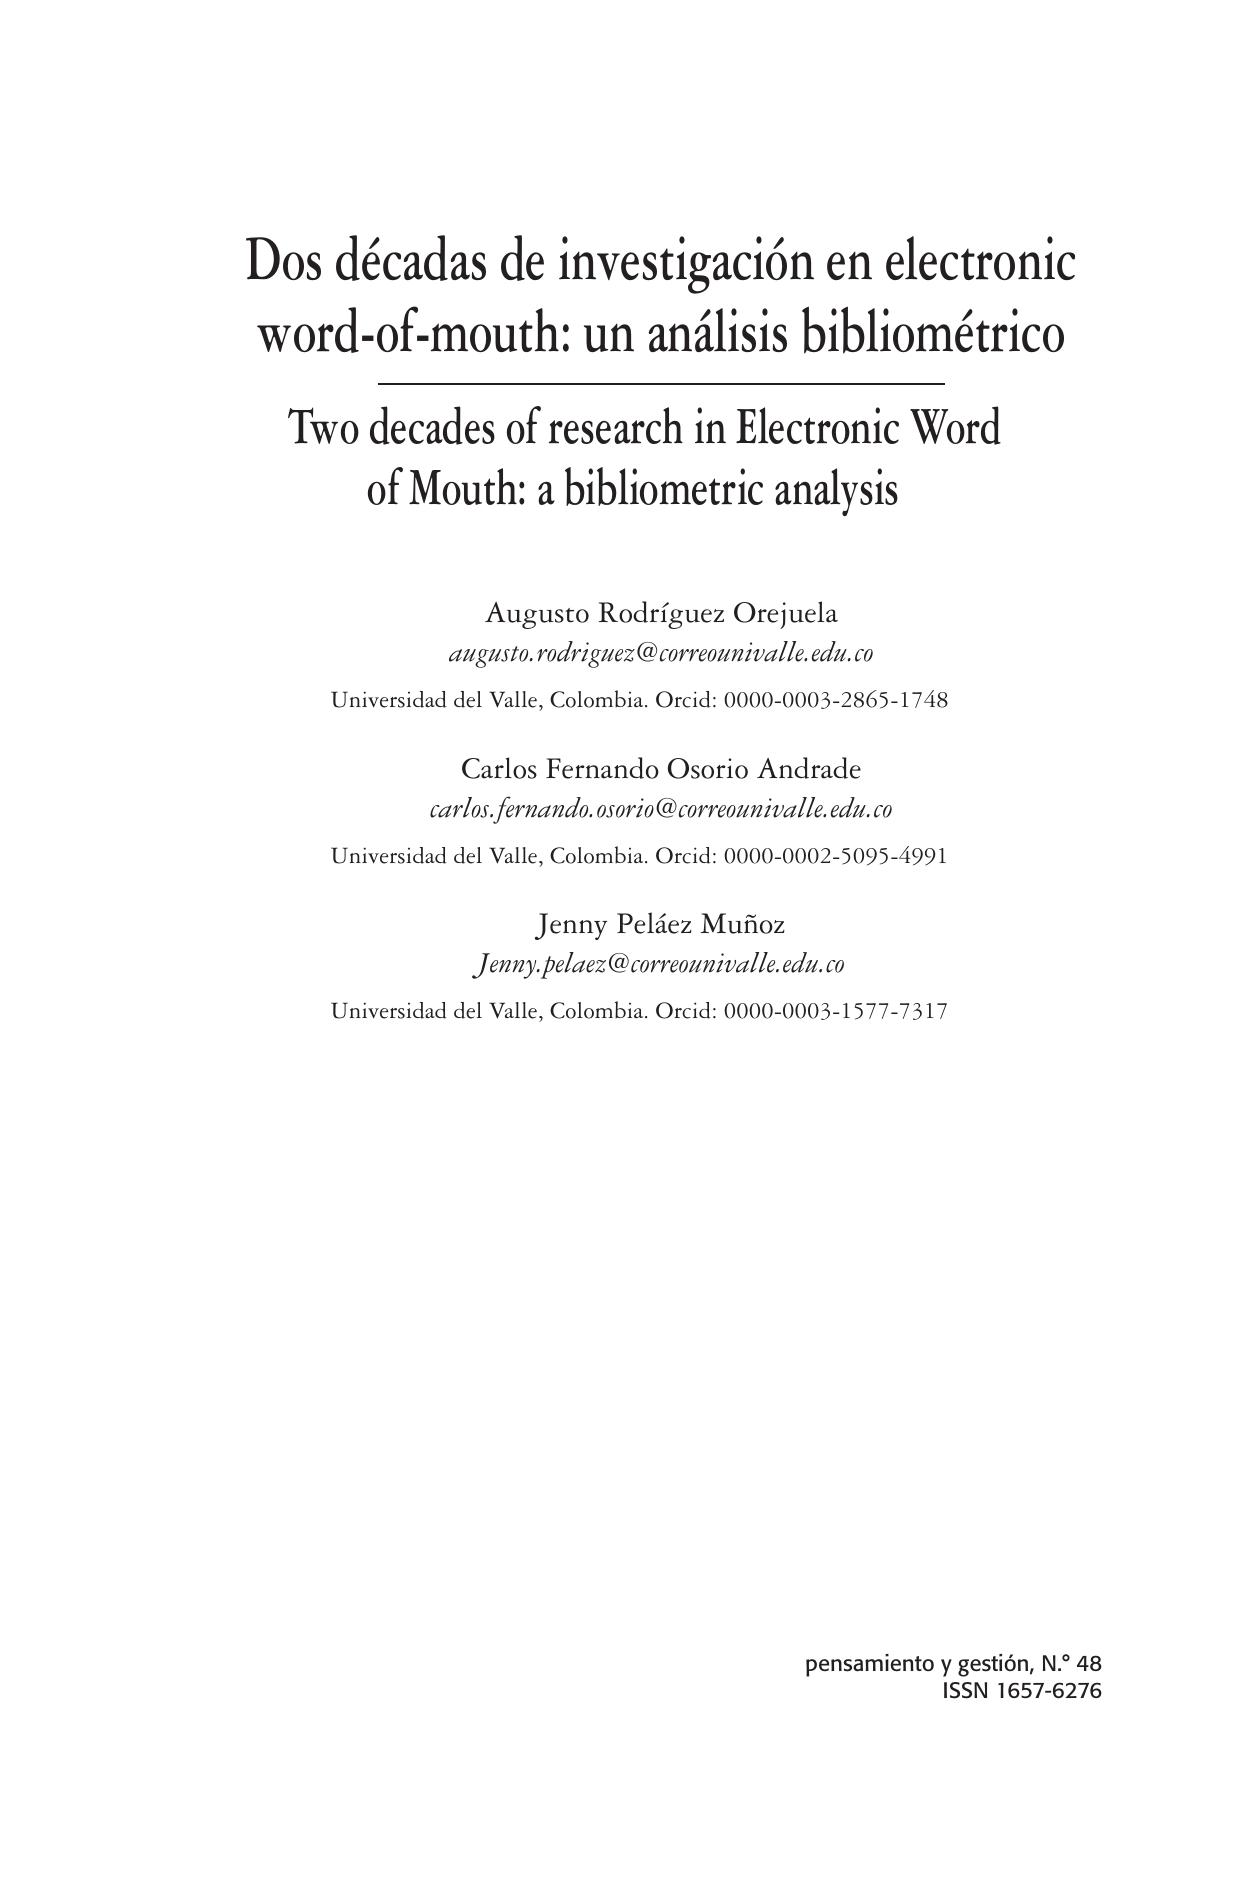 Dos décadas de investigación en electronic
word-of-mouth: un análisis bibliométrico
Two decades of research in Electronic Word
of Mouth: a bibliometric analysis
Augusto Rodríguez Orejuela
augusto.rodriguez@correounivalle.edu.co
Universidad del Valle, Colombia. Orcid: 0000-0003-2865-1748
Carlos Fernando Osorio Andrade
carlos.fernando.osorio@correounivalle.edu.co
Universidad del Valle, Colombia. Orcid: 0000-0002-5095-4991
Jenny Peláez Muñoz
Jenny.pelaez@correounivalle.edu.co
Universidad del Valle, Colombia. Orcid: 0000-0003-1577-7317
pensamiento y gestión, N.° 48
ISSN 1657-6276